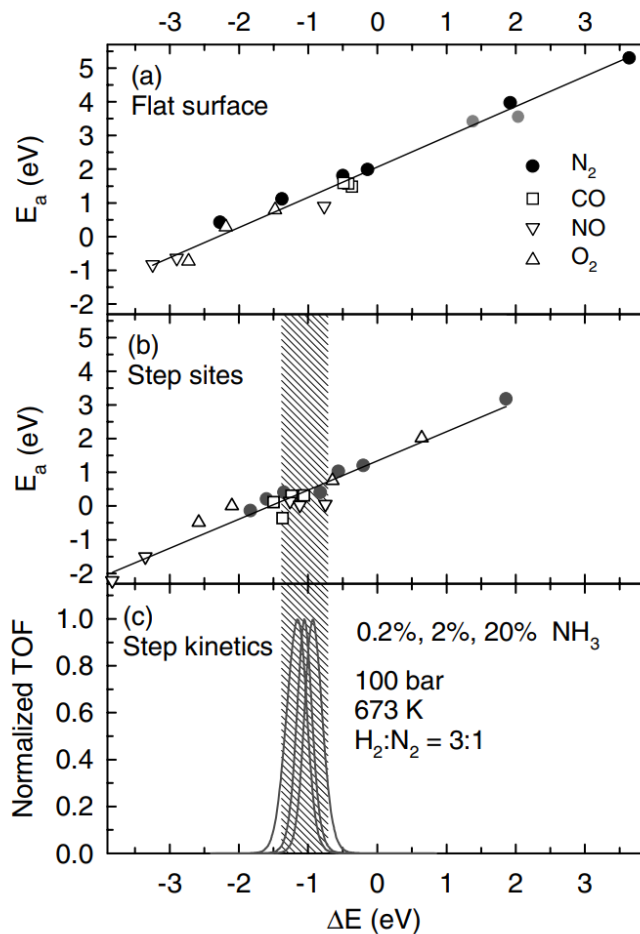 -3 -2 -1 0 1 2 3
(a)
Flat surface
5
4
3
2
1
0
-1
-2
Eₐ (eV)
N₂
CO
NO
O₂
(b)
Step sites
5
4
3
2
1
0
-1
-2
Eₐ (eV)
(c)
Step kinetics
0.2%, 2%, 20% NH₃
100 bar
673 K
H₂:N₂ = 3:1
1.0
0.8
0.6
0.4
0.2
0.0
Normalized TOF
-3 -2 -1 0 1 2 3
ΔE (eV)